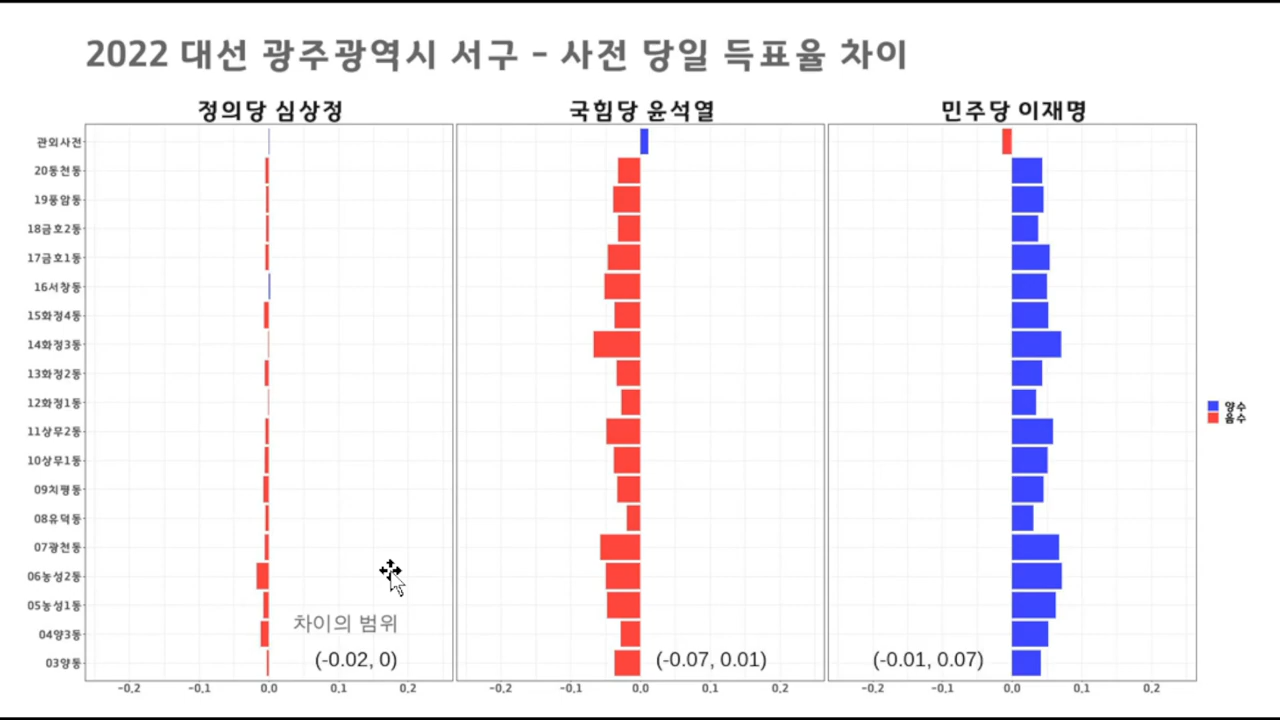 2022 대선 광주광역시 서구 - 사전 당일 득표율 차이
정의당 심상정 국힘당 윤석열 민주당 이재명
관외사전
20동천동
19풍암동
18금호2동
17금호1동
16서창동
15화정4동
14화정3동
13화정2동
12화정1동
11상무2동
10상무1동
09치평동
08유덕동
07광천동
06농성2동
05농성1동
04양3동
03양동
양수
음수
차이의 범위
(-0.02, 0) (-0.07, 0.01) (-0.01, 0.07)
-0.2 -0.1 0.0 0.1 0.2 -0.2 -0.1 0.0 0.1 0.2 -0.2 -0.1 0.0 0.1 0.2